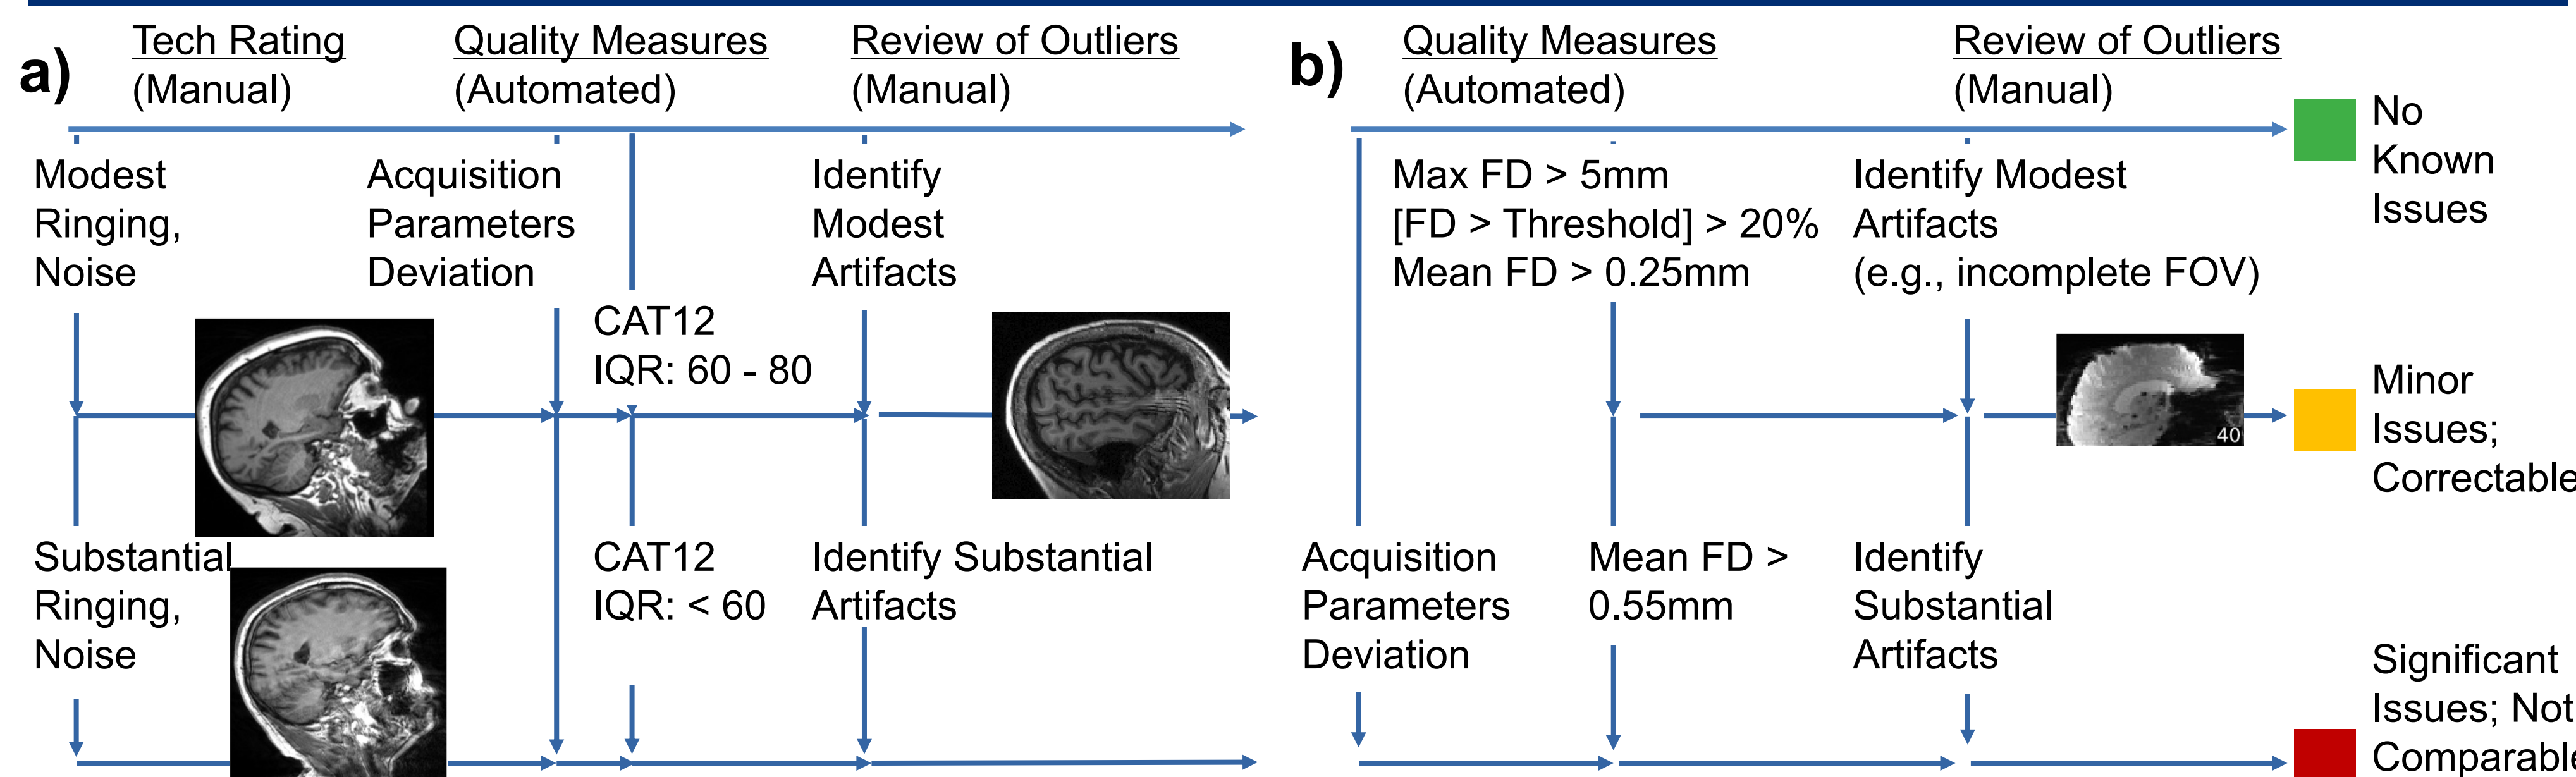 a)
Tech Rating
(Manual)
Quality Measures
(Automated)
Review of Outliers
(Manual)
Modest
Ringing,
Noise
Acquisition
Parameters
Deviation
CAT12
IQR: 60 - 80
Identify
Modest
Artifacts
Substantial
Ringing,
Noise
CAT12
IQR: < 60
Identify Substantial
Artifacts
b)
Quality Measures
(Automated)
Review of Outliers
(Manual)
Max FD > 5mm
[FD > Threshold] > 20%
Mean FD > 0.25mm
Identify Modest
Artifacts
(e.g., incomplete FOV)
40
Acquisition
Parameters
Deviation
Mean FD >
0.55mm
Identify
Substantial
Artifacts
No
Known
Issues
Minor
Issues;
Correctable
Significant
Issues; Not
Comparable